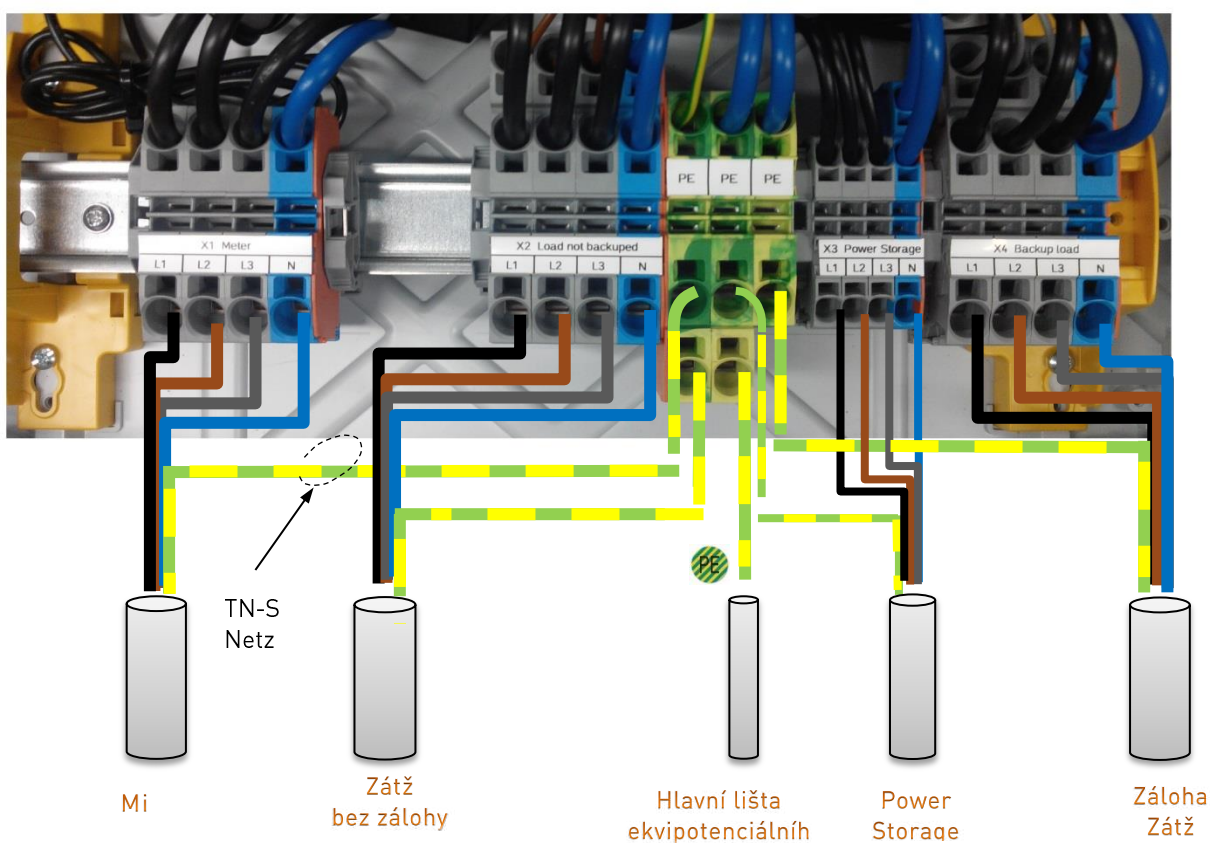 PE PE PE
X1 Meter
L1 L2 L3 N
X2 Load not backuped
L1 L2 L3 N
X3 Power Storage
L1 L2 L3 N
X4 Backup load
L1 L2 L3 N
PE
TN-S
Netz
Mi
Zátž
bez zálohy
Hlavní lišta
ekvipotenciálníh
Power
Storage
Záloha
Zátž